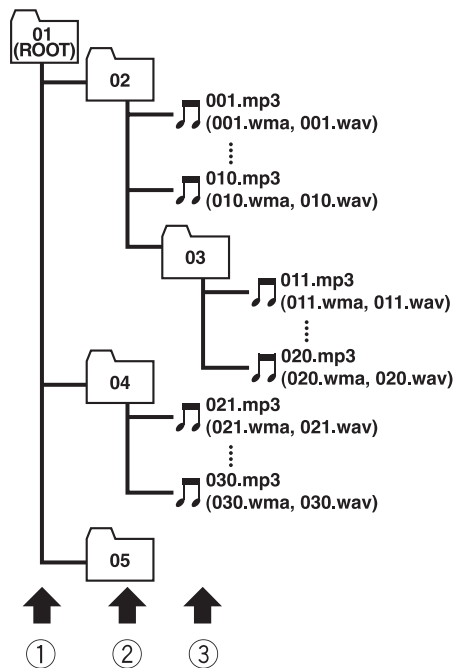 01
(ROOT)
02
001.mp3
(001.wma, 001.wav)
010.mp3
(010.wma, 010.wav)
03
011.mp3
(011.wma, 011.wav)
020.mp3
(020.wma, 020.wav)
04
021.mp3
(021.wma, 021.wav)
030.mp3
(030.wma, 030.wav)
05
① ② ③